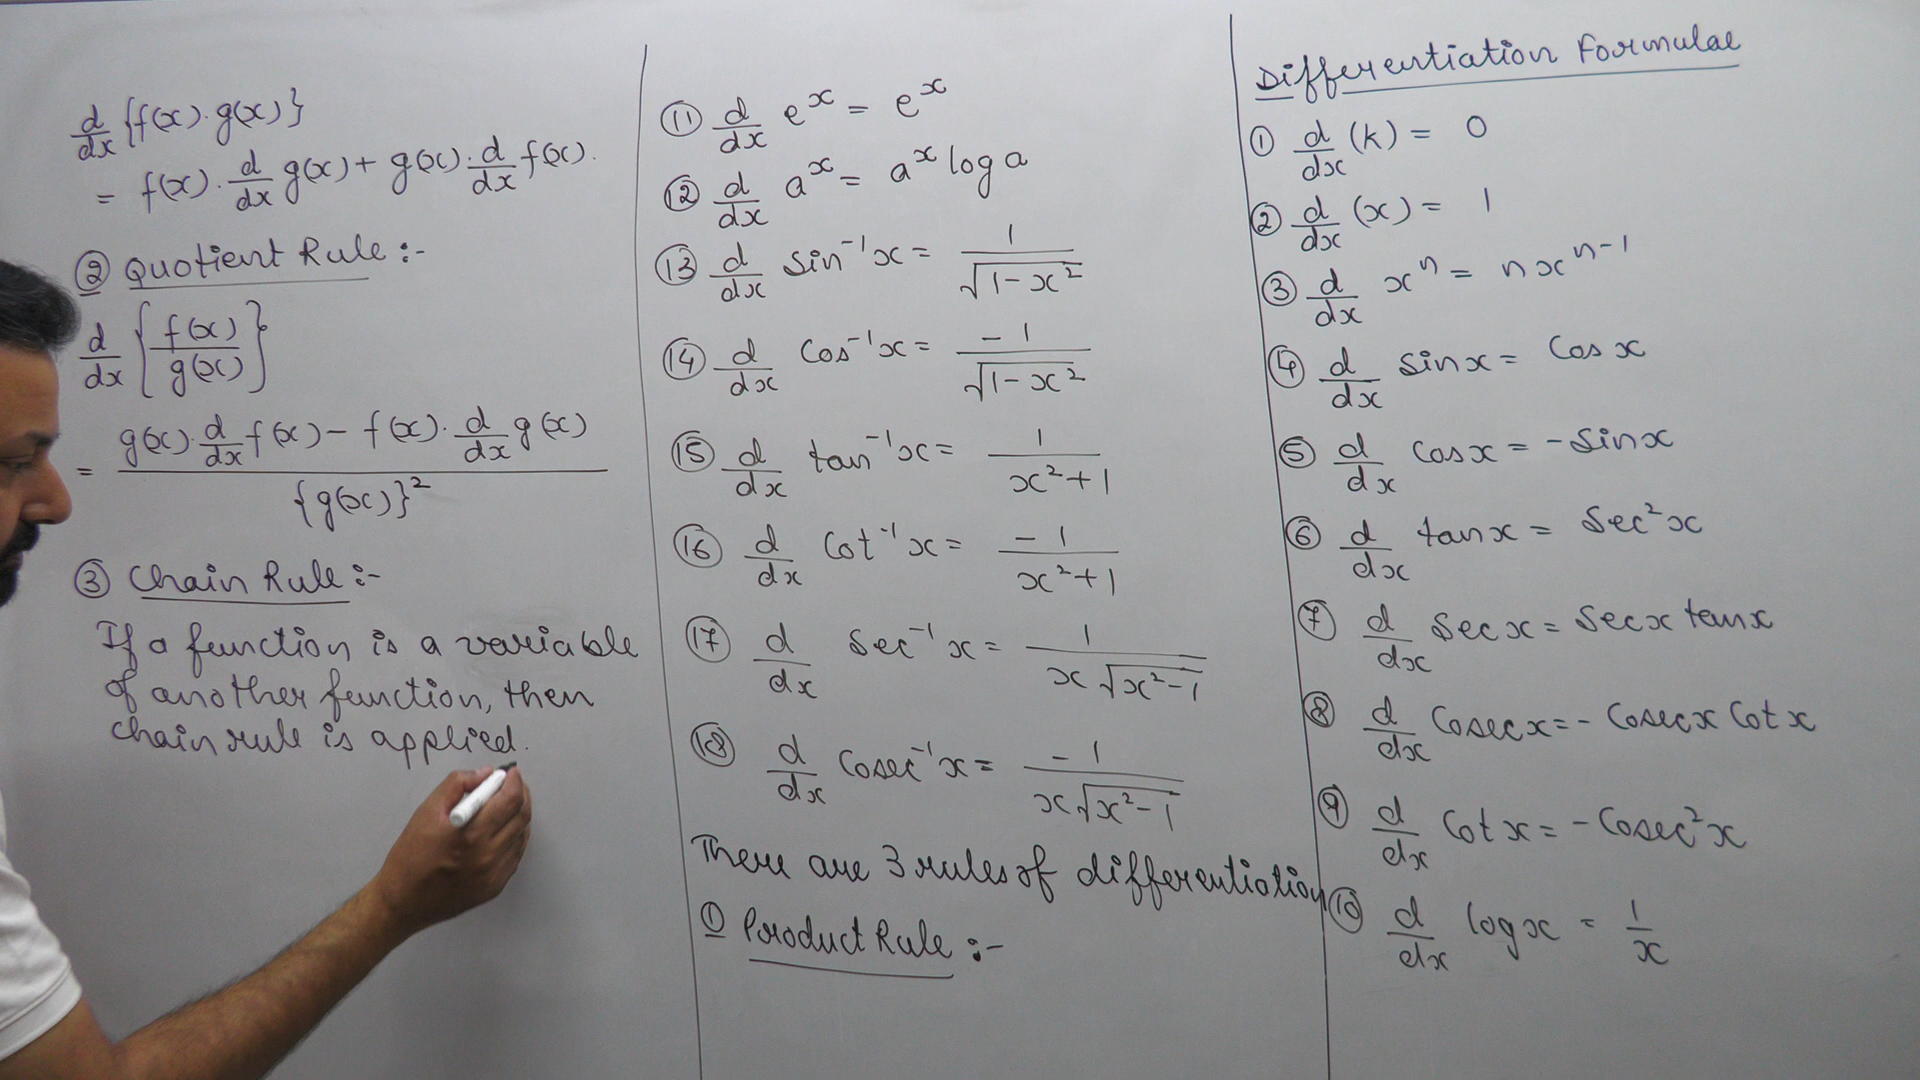 Differentiation Formulae
① d/dx (k) = 0
② d/dx (x) = 1
③ d/dx xⁿ = nxⁿ⁻¹
④ d/dx Sinx = Cos x
⑤ d/dx Cosx = -Sinx
⑥ d/dx tanx = Sec²x
⑦ d/dx Secx = Secx tanx
⑧ d/dx Cosecx = - Cosecx Cot x
⑨ d/dx Cot x = -Cosec²x
⑩ d/dx logx = 1/x
⑪ d/dx eˣ = eˣ
⑫ d/dx aˣ = aˣ log a
⑬ d/dx Sin⁻¹x = 1/√(1-x²)
⑭ d/dx Cos⁻¹x = -1/√(1-x²)
⑮ d/dx tan⁻¹x = 1/(x²+1)
⑯ d/dx Cot⁻¹x = -1/(x²+1)
⑰ d/dx Sec⁻¹x = 1/(x√(x²-1))
⑱ d/dx Cosec⁻¹x = -1/(x√(x²-1))
There are 3 rules of differentiation
① Product Rule :-
d/dx {f(x).g(x)}
= f(x). d/dx g(x) + g(x). d/dx f(x).
② Quotient Rule :-
d/dx {f(x)/g(x)}
= (g(x). d/dx f(x) - f(x). d/dx g(x))/{g(x)}²
③ Chain Rule :-
If a function is a variable
of another function, then
Chain rule is applied.